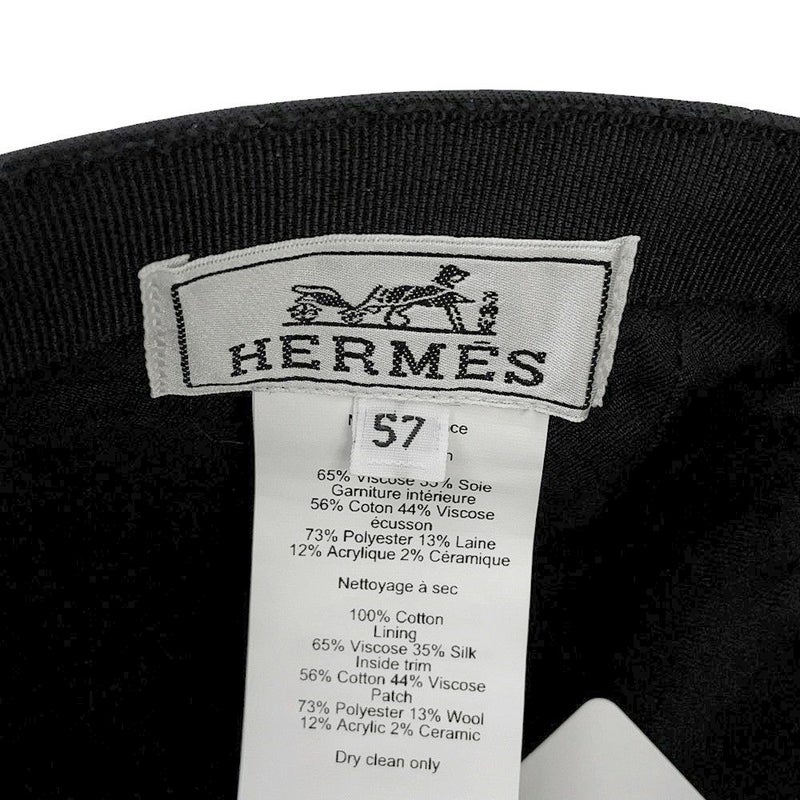 HERMÈS
57
65% Viscose 35% Soie
Garniture intérieure
56% Coton 44% Viscose
écusson
73% Polyester 13% Laine
12% Acrylique 2% Céramique
Nettoyage à sec
100% Cotton
Lining
65% Viscose 35% Silk
Inside trim
56% Cotton 44% Viscose
Patch
73% Polyester 13% Wool
12% Acrylic 2% Ceramic
Dry clean only